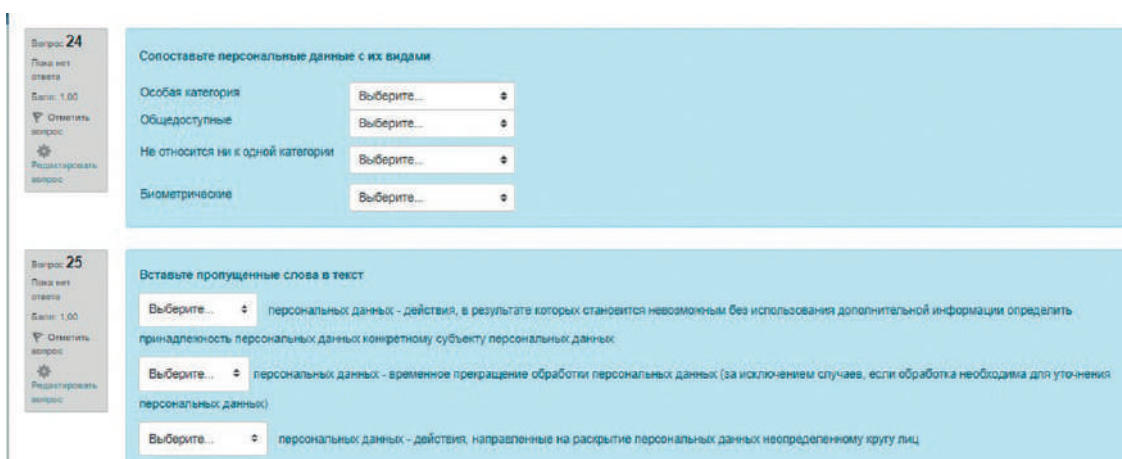 Вопрос 24
Пока нет
ответа
Балл: 1,00
Отметить
вопрос
Редактировать
вопрос
Сопоставьте персональные данные с их видами
Особая категория Выберите...
Общедоступные Выберите...
Не относится ни к одной категории Выберите...
Биометрические Выберите...
Вопрос 25
Пока нет
ответа
Балл: 1,00
Отметить
вопрос
Редактировать
вопрос
Вставьте пропущенные слова в текст
Выберите... персональных данных - действия, в результате которых становится невозможным без использования дополнительной информации определить
принадлежность персональных данных конкретному субъекту персональных данных
Выберите... персональных данных - временное прекращение обработки персональных данных (за исключением случаев, если обработка необходима для уточнения
персональных данных)
Выберите... персональных данных - действия, направленные на раскрытие персональных данных неопределенному кругу лиц